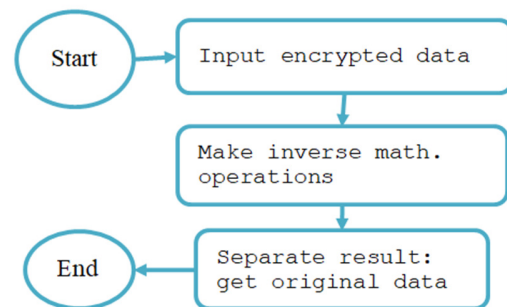 Start
Input encrypted data
Make inverse math.
operations
Separate result:
get original data
End